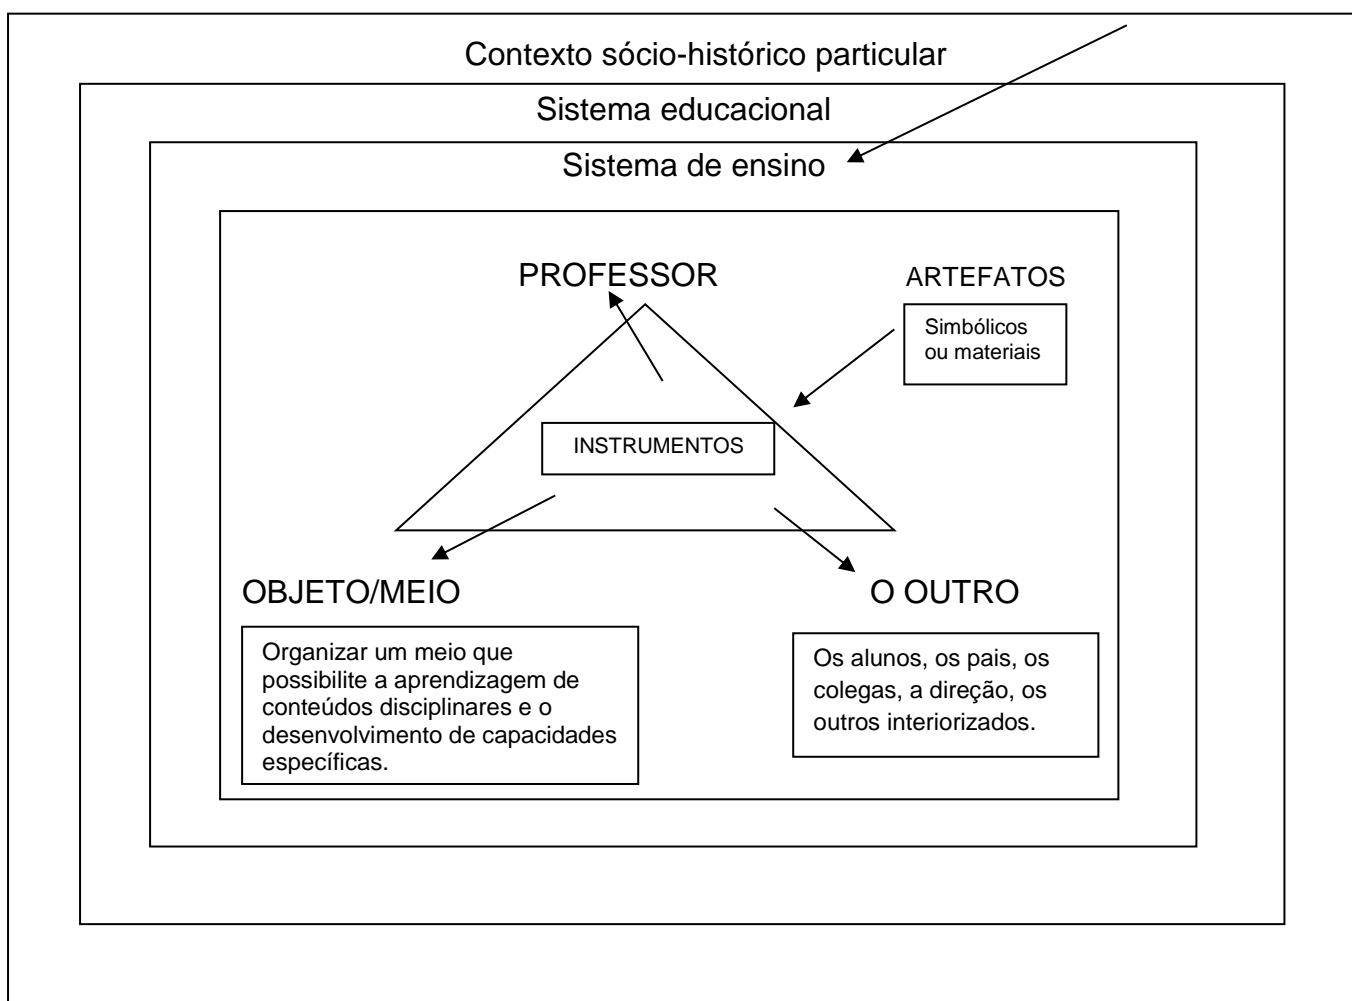 Contexto sócio-histórico particular
Sistema educacional
Sistema de ensino
PROFESSOR
ARTEFATOS
Simbólicos
ou materiais
INSTRUMENTOS
OBJETO/MEIO
Organizar um meio que
possibilite a aprendizagem de
conteúdos disciplinares e o
desenvolvimento de capacidades
específicas.
O OUTRO
Os alunos, os pais, os
colegas, a direção, os
outros interiorizados.